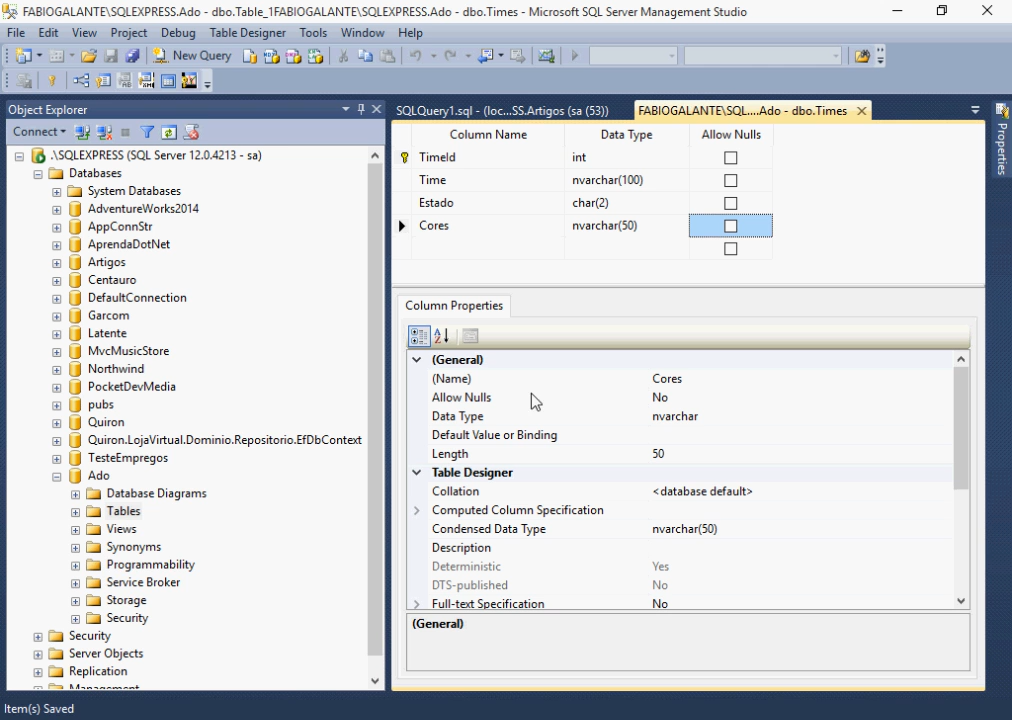 FABIOGALANTE\SQLEXPRESS.Ado - dbo.Table_1FABIOGALANTE\SQLEXPRESS.Ado - dbo.Times - Microsoft SQL Server Management Studio
File Edit View Project Debug Table Designer Tools Window Help
New Query
Object Explorer
Connect
.\SQLEXPRESS (SQL Server 12.0.4213 - sa)
Databases
System Databases
AdventureWorks2014
AppConnStr
AprendaDotNet
Artigos
Centauro
DefaultConnection
Garcom
Latente
MvcMusicStore
Northwind
PocketDevMedia
pubs
Quiron
Quiron.LojaVirtual.Dominio.Repositorio.EfDbContext
TesteEmpregos
Ado
Database Diagrams
Tables
Views
Synonyms
Programmability
Service Broker
Storage
Security
Security
Server Objects
Replication
Management
SQLQuery1.sql - (loc...SS.Artigos (sa (53)) FABIOGALANTE\SQL....Ado - dbo.Times
Column Name Data Type Allow Nulls
TimeId int
Time nvarchar(100)
Estado char(2)
Cores nvarchar(50)
Column Properties
(General)
(Name) Cores
Allow Nulls No
Data Type nvarchar
Default Value or Binding
Length 50
Table Designer
Collation <database default>
Computed Column Specification
Condensed Data Type nvarchar(50)
Description
Deterministic Yes
DTS-published No
Full-text Specification No
(General)
Properties
Item(s) Saved